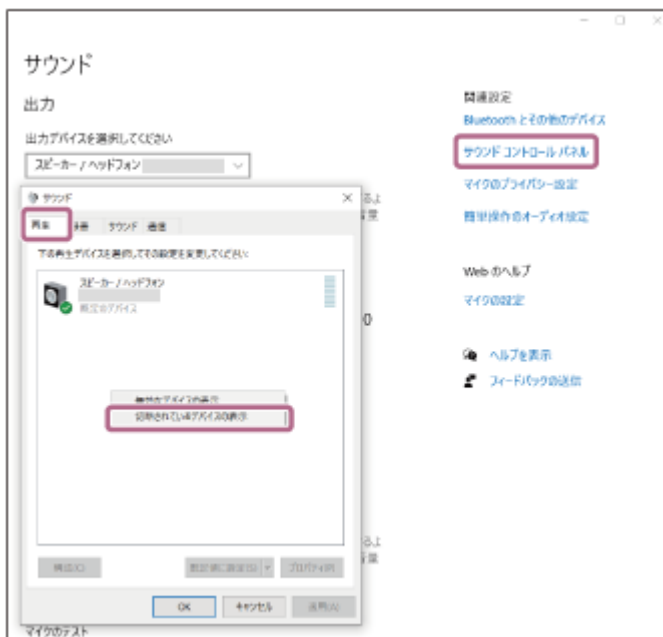 サウンド
出力
出力デバイスを選択してください
スピーカー / ヘッドフォン
サウンド
再生
録音
サウンド
通信
下の再生デバイスを選択してその設定を変更してください:
スピーカー / ヘッドフォン
既定のデバイス
無効なデバイスの表示
切断されているデバイスの表示
構成(C)
既定値に設定(S)
プロパティ(P)
OK
キャンセル
適用(A)
マイクのテスト
関連設定
Bluetooth とその他のデバイス
サウンド コントロール パネル
マイクのプライバシー設定
簡単操作のオーディオ設定
Web のヘルプ
マイクの設定
ヘルプを表示
フィードバックの送信